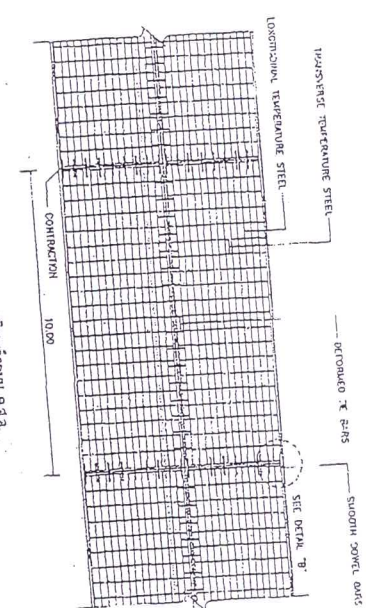 TRANSVERSE TEMPERATURE STEEL
LONGITUDINAL TEMPERATURE STEEL
DEFORMED TIE BARS
SMOOTH DOWEL BARS
SEE DETAIL "B"
CONTRACTION 10.00